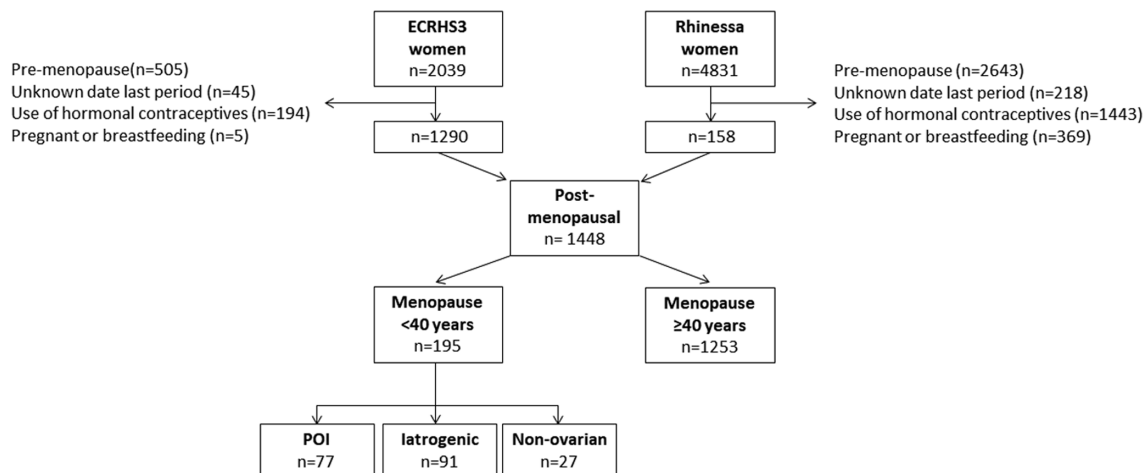 ECRHS3
women
n=2039
Rhinessa
women
n=4831
Pre-menopause(n=505)
Unknown date last period (n=45)
Use of hormonal contraceptives (n=194)
Pregnant or breastfeeding (n=5)
Pre-menopause (n=2643)
Unknown date last period (n=218)
Use of hormonal contraceptives (n=1443)
Pregnant or breastfeeding (n=369)
n=1290
n=158
Post-
menopausal
n= 1448
Menopause
<40 years
n=195
Menopause
≥40 years
n=1253
POI
n=77
Iatrogenic
n=91
Non-ovarian
n=27